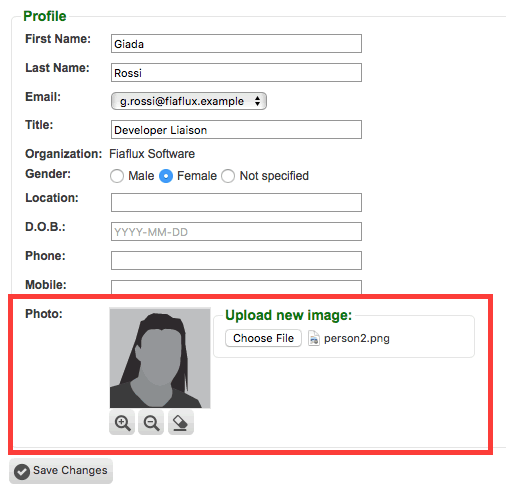 Profile
First Name: Giada
Last Name: Rossi
Email: g.rossi@fiaflux.example
Title: Developer Liaison
Organization: Fiaflux Software
Gender: Male Female Not specified
Location:
D.O.B.: YYYY-MM-DD
Phone:
Mobile:
Photo: Upload new image:
Choose File person2.png
Save Changes